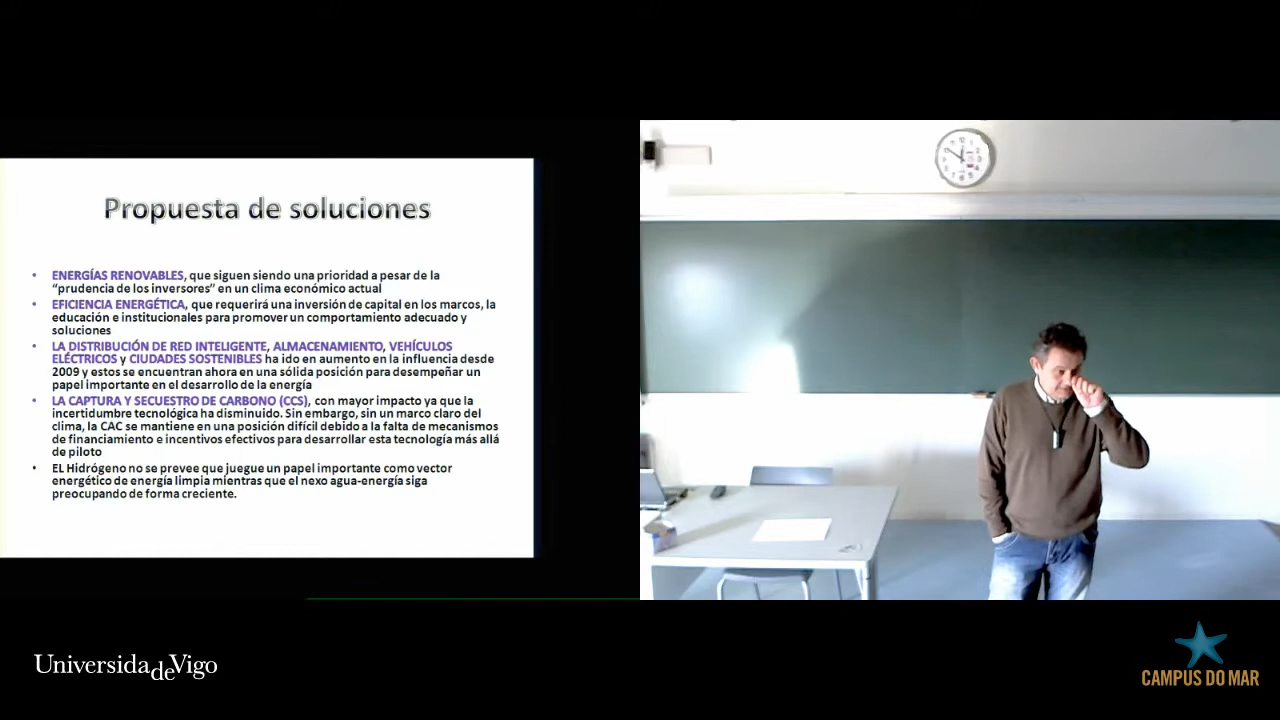 Propuesta de soluciones
• ENERGÍAS RENOVABLES, que siguen siendo una prioridad a pesar de la
“prudencia de los inversores” en un clima económico actual
• EFICIENCIA ENERGÉTICA, que requerirá una inversión de capital en los marcos, la
educación e institucionales para promover un comportamiento adecuado y
soluciones
• LA DISTRIBUCIÓN DE RED INTELIGENTE, ALMACENAMIENTO, VEHÍCULOS
ELÉCTRICOS y CIUDADES SOSTENIBLES ha ido en aumento en la influencia desde
2009 y estos se encuentran ahora en una sólida posición para desempeñar un
papel importante en el desarrollo de la energía
• LA CAPTURA Y SECUESTRO DE CARBONO (CCS), con mayor impacto ya que la
incertidumbre tecnológica ha disminuido. Sin embargo, sin un marco claro del
clima, la CAC se mantiene en una posición difícil debido a la falta de mecanismos
de financiamiento e incentivos efectivos para desarrollar esta tecnología más allá
de piloto
• EL Hidrógeno no se prevee que juegue un papel importante como vector
energético de energía limpia mientras que el nexo agua-energía siga
preocupando de forma creciente.
Universidade Vigo
CAMPUS DO MAR